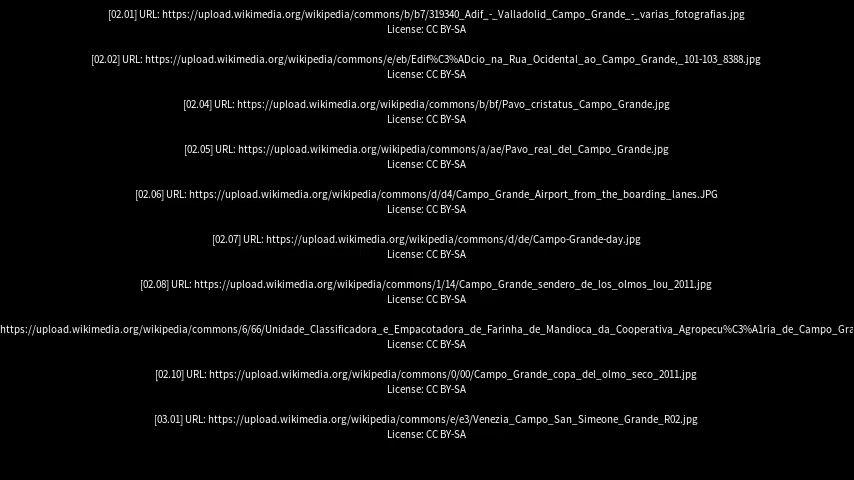 [02.01] URL: https://upload.wikimedia.org/wikipedia/commons/b/b7/319340_Adif_-_Valladolid_Campo_Grande_-_varias_fotografias.jpg
License: CC BY-SA
[02.02] URL: https://upload.wikimedia.org/wikipedia/commons/e/eb/Edif%C3%ADcio_na_Rua_Ocidental_ao_Campo_Grande,_101-103_8388.jpg
License: CC BY-SA
[02.04] URL: https://upload.wikimedia.org/wikipedia/commons/b/bf/Pavo_cristatus_Campo_Grande.jpg
License: CC BY-SA
[02.05] URL: https://upload.wikimedia.org/wikipedia/commons/a/ae/Pavo_real_del_Campo_Grande.jpg
License: CC BY-SA
[02.06] URL: https://upload.wikimedia.org/wikipedia/commons/d/d4/Campo_Grande_Airport_from_the_boarding_lanes.JPG
License: CC BY-SA
[02.07] URL: https://upload.wikimedia.org/wikipedia/commons/d/de/Campo-Grande-day.jpg
License: CC BY-SA
[02.08] URL: https://upload.wikimedia.org/wikipedia/commons/1/14/Campo_Grande_sendero_de_los_olmos_lou_2011.jpg
License: CC BY-SA
https://upload.wikimedia.org/wikipedia/commons/6/66/Unidade_Classificadora_e_Empacotadora_de_Farinha_de_Mandioca_da_Cooperativa_Agropecu%C3%A1ria_de_Campo_Gra
License: CC BY-SA
[02.10] URL: https://upload.wikimedia.org/wikipedia/commons/0/00/Campo_Grande_copa_del_olmo_seco_2011.jpg
License: CC BY-SA
[03.01] URL: https://upload.wikimedia.org/wikipedia/commons/e/e3/Venezia_Campo_San_Simeone_Grande_R02.jpg
License: CC BY-SA